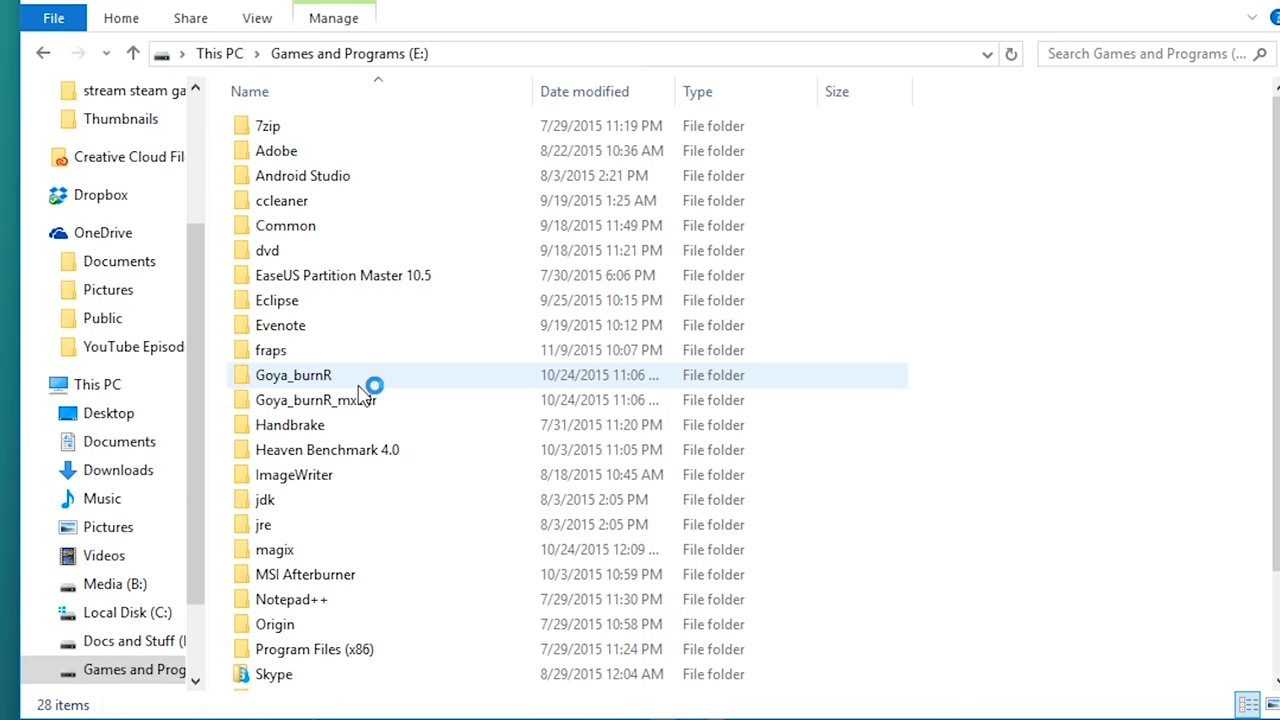 File Home Share View Manage
This PC Games and Programs (E:) Search Games and Programs (...
Name Date modified Type Size
stream steam ga
Thumbnails
Creative Cloud Fil
Dropbox
OneDrive
Documents
Pictures
Public
YouTube Episod
This PC
Desktop
Documents
Downloads
Music
Pictures
Videos
Media (B:)
Local Disk (C:)
Docs and Stuff (
Games and Prog
7zip 7/29/2015 11:19 PM File folder
Adobe 8/22/2015 10:36 AM File folder
Android Studio 8/3/2015 2:21 PM File folder
ccleaner 9/19/2015 1:25 AM File folder
Common 9/18/2015 11:49 PM File folder
dvd 9/18/2015 11:21 PM File folder
EaseUS Partition Master 10.5 7/30/2015 6:06 PM File folder
Eclipse 9/25/2015 10:15 PM File folder
Evenote 9/19/2015 10:12 PM File folder
fraps 11/9/2015 10:07 PM File folder
Goya_burnR 10/24/2015 11:06 ... File folder
10/24/2015 11:06 ... File folder
Handbrake 7/31/2015 11:20 PM File folder
Heaven Benchmark 4.0 10/3/2015 11:05 PM File folder
ImageWriter 8/18/2015 10:45 AM File folder
jdk 8/3/2015 2:05 PM File folder
jre 8/3/2015 2:05 PM File folder
magix 10/24/2015 12:09 ... File folder
MSI Afterburner 10/3/2015 10:59 PM File folder
Notepad++ 7/29/2015 11:30 PM File folder
Origin 7/29/2015 10:58 PM File folder
Program Files (x86) 7/29/2015 11:24 PM File folder
Skype 8/29/2015 12:04 AM File folder
28 items